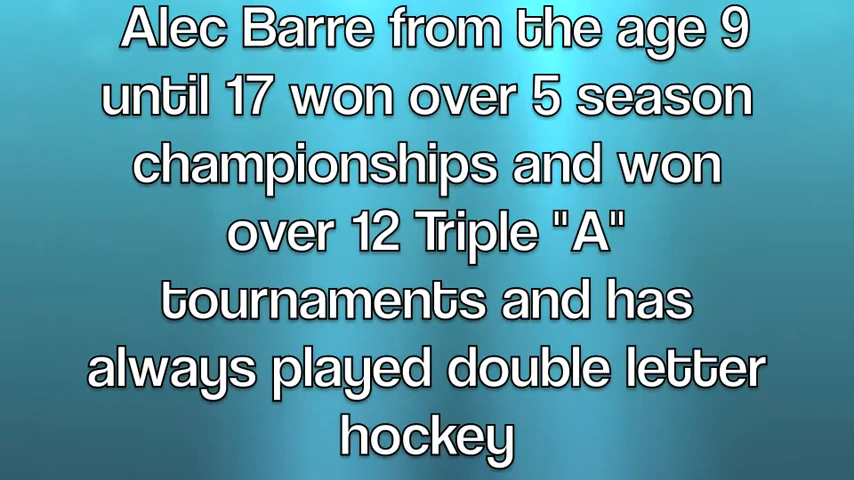 Alec Barre from the age 9
until 17 won over 5 season
championships and won
over 12 Triple "A"
tournaments and has
always played double letter
hockey